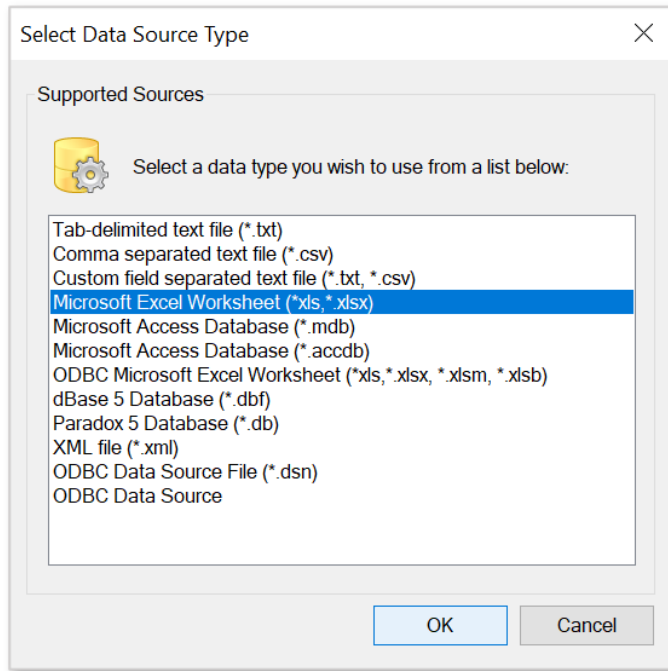 Select Data Source Type
Supported Sources
Select a data type you wish to use from a list below:
Tab-delimited text file (*.txt)
Comma separated text file (*.csv)
Custom field separated text file (*.txt, *.csv)
Microsoft Excel Worksheet (*xls,*.xlsx)
Microsoft Access Database (*.mdb)
Microsoft Access Database (*.accdb)
ODBC Microsoft Excel Worksheet (*xls,*.xlsx, *.xlsm, *.xlsb)
dBase 5 Database (*.dbf)
Paradox 5 Database (*.db)
XML file (*.xml)
ODBC Data Source File (*.dsn)
ODBC Data Source
OK Cancel